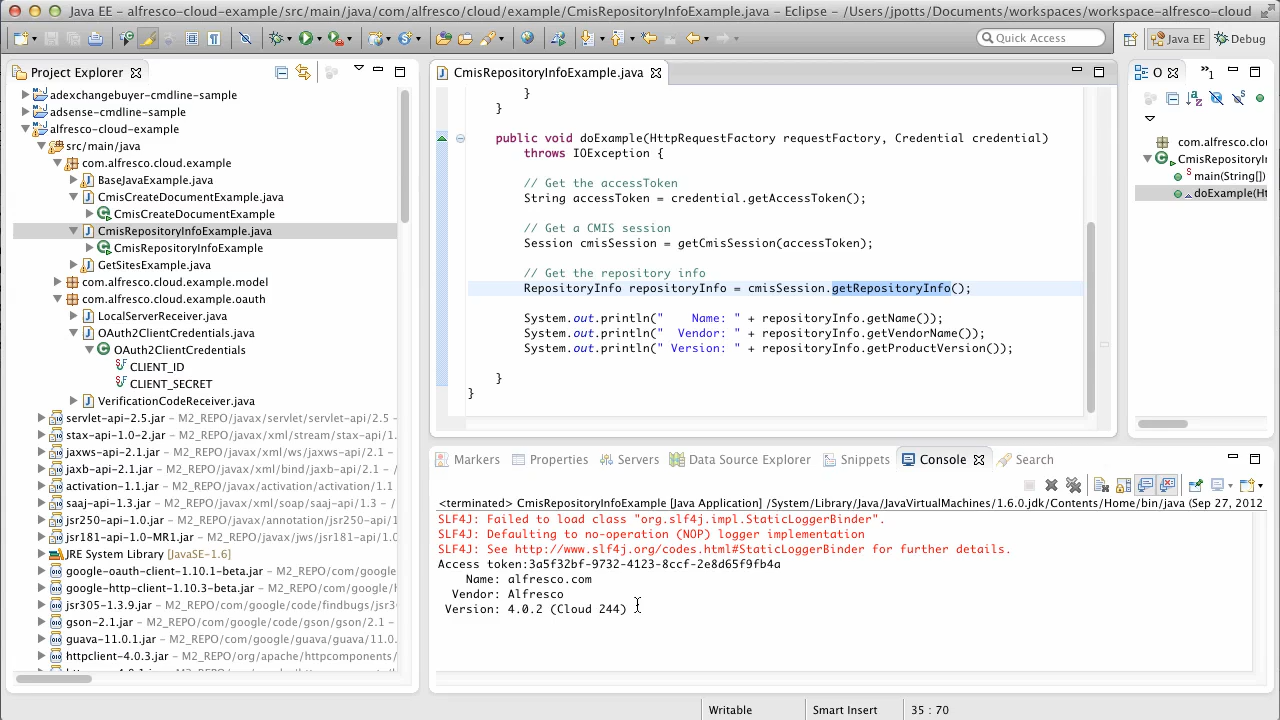 Java EE - alfresco-cloud-example/src/main/java/com/alfresco/cloud/example/CmisRepositoryInfoExample.java - Eclipse - /Users/jpotts/Documents/workspaces/workspace-alfresco-cloud
Quick Access
Java EE
Debug
Project Explorer
adexchangebuyer-cmdline-sample
adsense-cmdline-sample
alfresco-cloud-example
src/main/java
com.alfresco.cloud.example
BaseJavaExample.java
CmisCreateDocumentExample.java
CmisCreateDocumentExample
CmisRepositoryInfoExample.java
CmisRepositoryInfoExample
GetSitesExample.java
com.alfresco.cloud.example.model
com.alfresco.cloud.example.oauth
LocalServerReceiver.java
OAuth2ClientCredentials.java
OAuth2ClientCredentials
CLIENT_ID
CLIENT_SECRET
VerificationCodeReceiver.java
servlet-api-2.5.jar - M2_REPO/javax/servlet/servlet-api/2.5 -
stax-api-1.0-2.jar - M2_REPO/javax/xml/stream/stax-api/1.
jaxws-api-2.1.jar - M2_REPO/javax/xml/ws/jaxws-api/2.1 -
jaxb-api-2.1.jar - M2_REPO/javax/xml/bind/jaxb-api/2.1 -
activation-1.1.jar - M2_REPO/javax/activation/activation/1
saaj-api-1.3.jar - M2_REPO/javax/xml/soap/saaj-api/1.3 -
jsr250-api-1.0.jar - M2_REPO/javax/annotation/jsr250-api/
jsr181-api-1.0-MR1.jar - M2_REPO/javax/jws/jsr181-api/1.
JRE System Library [JavaSE-1.6]
google-oauth-client-1.10.1-beta.jar - M2_REPO/com/google
google-http-client-1.10.3-beta.jar - M2_REPO/com/google
jsr305-1.3.9.jar - M2_REPO/com/google/code/findbugs/jsr3
gson-2.1.jar - M2_REPO/com/google/code/gson/gson/2.1 -
guava-11.0.1.jar - M2_REPO/com/google/guava/guava/11.0.
httpclient-4.0.3.jar - M2_REPO/org/apache/httpcomponents/
CmisRepositoryInfoExample.java
}
}
public void doExample(HttpRequestFactory requestFactory, Credential credential)
throws IOException {
// Get the accessToken
String accessToken = credential.getAccessToken();
// Get a CMIS session
Session cmisSession = getCmisSession(accessToken);
// Get the repository info
RepositoryInfo repositoryInfo = cmisSession.getRepositoryInfo();
System.out.println("    Name: " + repositoryInfo.getName());
System.out.println("  Vendor: " + repositoryInfo.getVendorName());
System.out.println(" Version: " + repositoryInfo.getProductVersion());
}
}
O
»1
com.alfresco.clou
CmisRepositoryI
main(String[])
doExample(Ht
Markers
Properties
Servers
Data Source Explorer
Snippets
Console
Search
<terminated> CmisRepositoryInfoExample [Java Application] /System/Library/Java/JavaVirtualMachines/1.6.0.jdk/Contents/Home/bin/java (Sep 27, 2012
SLF4J: Failed to load class "org.slf4j.impl.StaticLoggerBinder".
SLF4J: Defaulting to no-operation (NOP) logger implementation
SLF4J: See http://www.slf4j.org/codes.html#StaticLoggerBinder for further details.
Access token:3a5f32bf-9732-4123-8ccf-2e8d65f9fb4a
Name: alfresco.com
Vendor: Alfresco
Version: 4.0.2 (Cloud 244)
Writable
Smart Insert
35 : 70